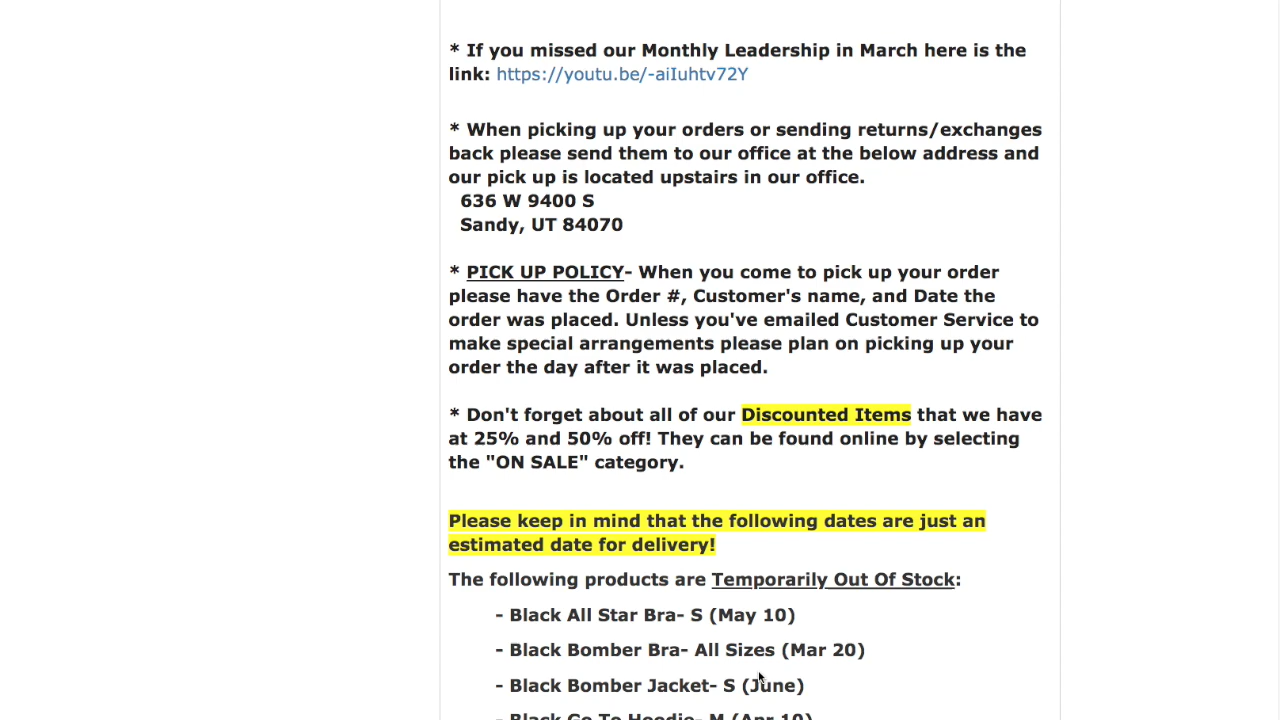 * If you missed our Monthly Leadership in March here is the
link: https://youtu.be/-aiIuhtv72Y
* When picking up your orders or sending returns/exchanges
back please send them to our office at the below address and
our pick up is located upstairs in our office.
636 W 9400 S
Sandy, UT 84070
* PICK UP POLICY- When you come to pick up your order
please have the Order #, Customer's name, and Date the
order was placed. Unless you've emailed Customer Service to
make special arrangements please plan on picking up your
order the day after it was placed.
* Don't forget about all of our Discounted Items that we have
at 25% and 50% off! They can be found online by selecting
the "ON SALE" category.
Please keep in mind that the following dates are just an
estimated date for delivery!
The following products are Temporarily Out Of Stock:
- Black All Star Bra- S (May 10)
- Black Bomber Bra- All Sizes (Mar 20)
- Black Bomber Jacket- S (June)
- Black Go To Hoodie- M (Apr 10)